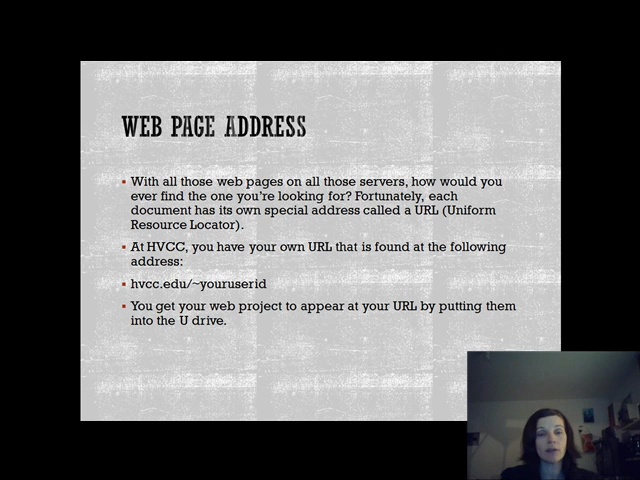 WEB PAGE ADDRESS
With all those web pages on all those servers, how would you
ever find the one you're looking for? Fortunately, each
document has its own special address called a URL (Uniform
Resource Locator).
At HVCC, you have your own URL that is found at the following
address:
hvcc.edu/~youruserid
You get your web project to appear at your URL by putting them
into the U drive.